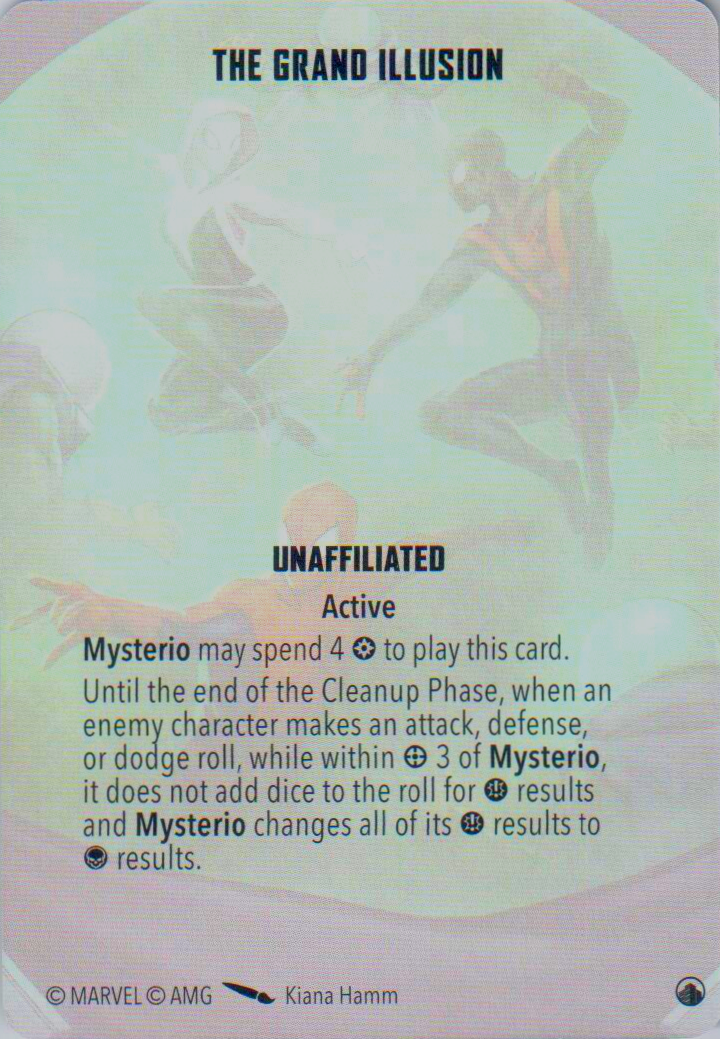 THE GRAND ILLUSION
UNAFFILIATED
Active
Mysterio may spend 4 to play this card.
Until the end of the Cleanup Phase, when an
enemy character makes an attack, defense,
or dodge roll, while within 3 of Mysterio,
it does not add dice to the roll for results
and Mysterio changes all of its results to
results.
© MARVEL © AMG Kiana Hamm